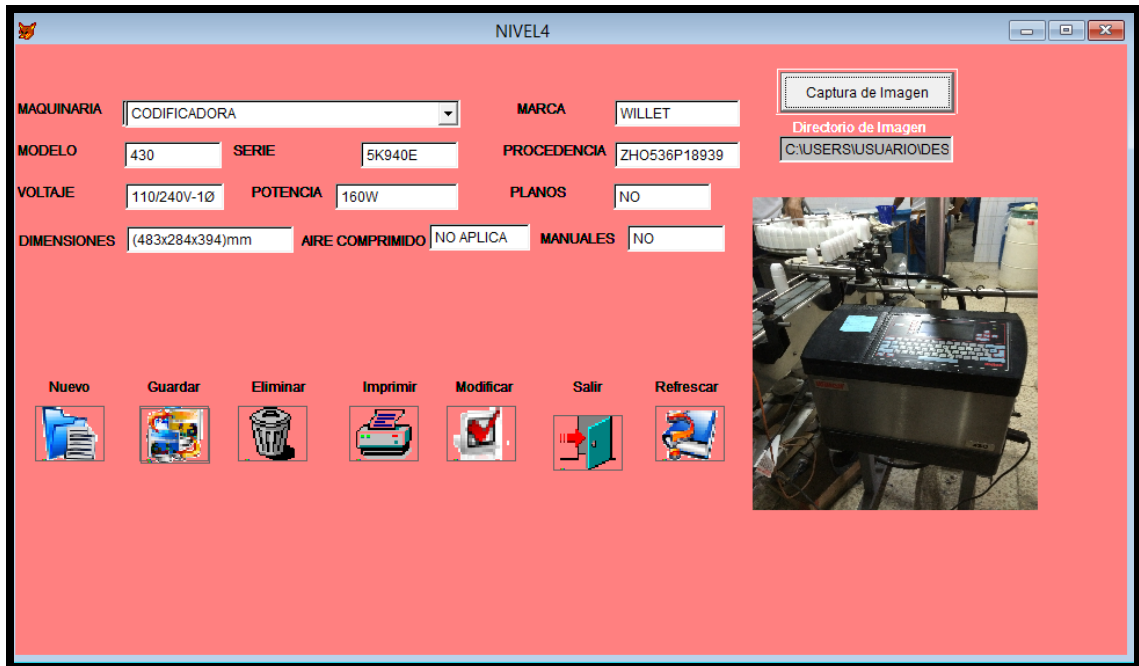 NIVEL4
Captura de Imagen
MAQUINARIA CODIFICADORA MARCA WILLET
Directorio de Imagen
MODELO 430 SERIE 5K940E PROCEDENCIA ZHO536P18939 C:\USERS\USUARIO\DES
VOLTAJE 110/240V-1Ø POTENCIA 160W PLANOS NO
DIMENSIONES (483x284x394)mm AIRE COMPRIMIDO NO APLICA MANUALES NO
Nuevo Guardar Eliminar Imprimir Modificar Salir Refrescar